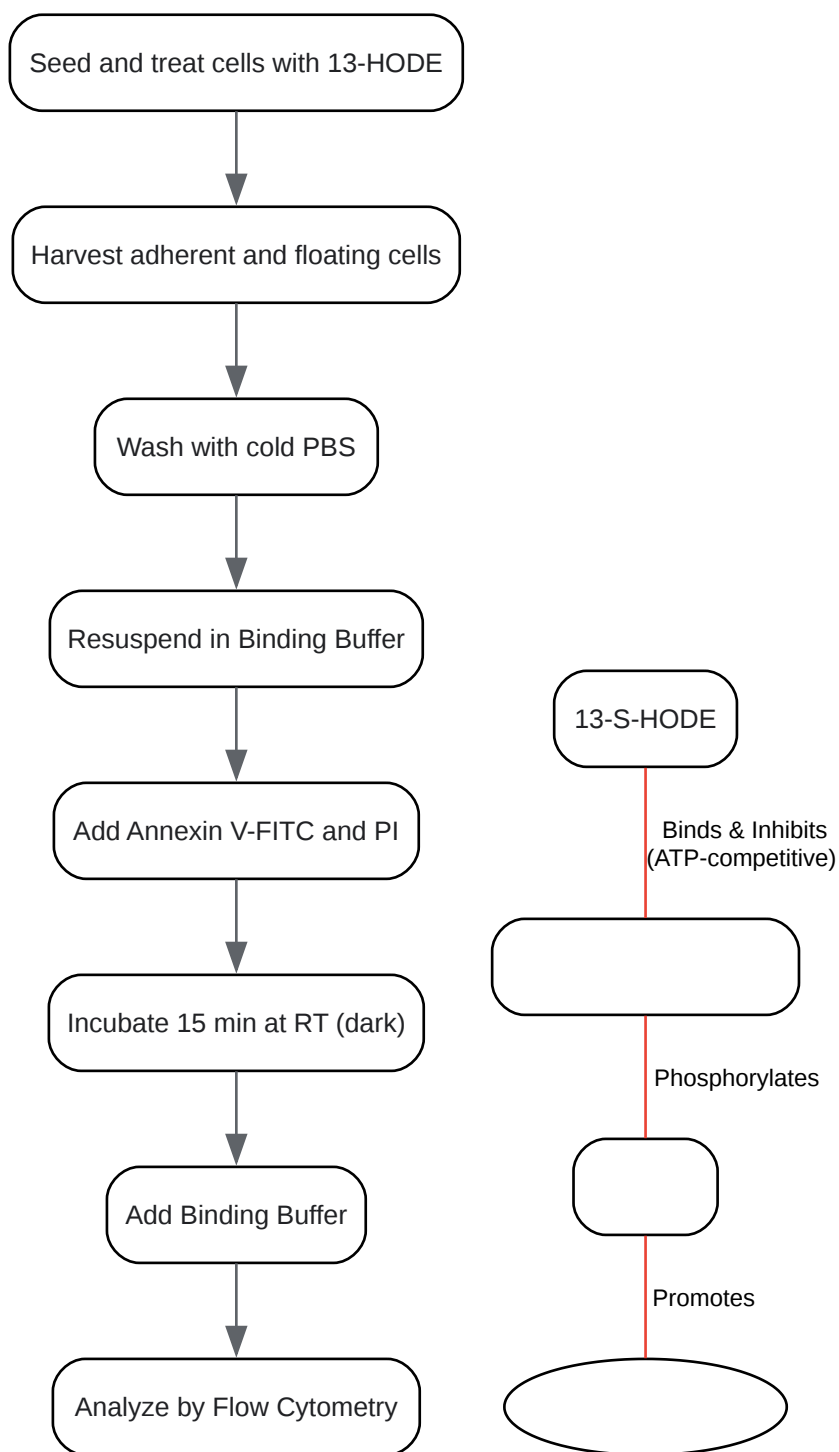 Seed and treat cells with 13-HODE
Harvest adherent and floating cells
Wash with cold PBS
Resuspend in Binding Buffer
Add Annexin V-FITC and PI
Incubate 15 min at RT (dark)
Add Binding Buffer
Analyze by Flow Cytometry
13-S-HODE
Binds & Inhibits
(ATP-competitive)
Phosphorylates
Promotes